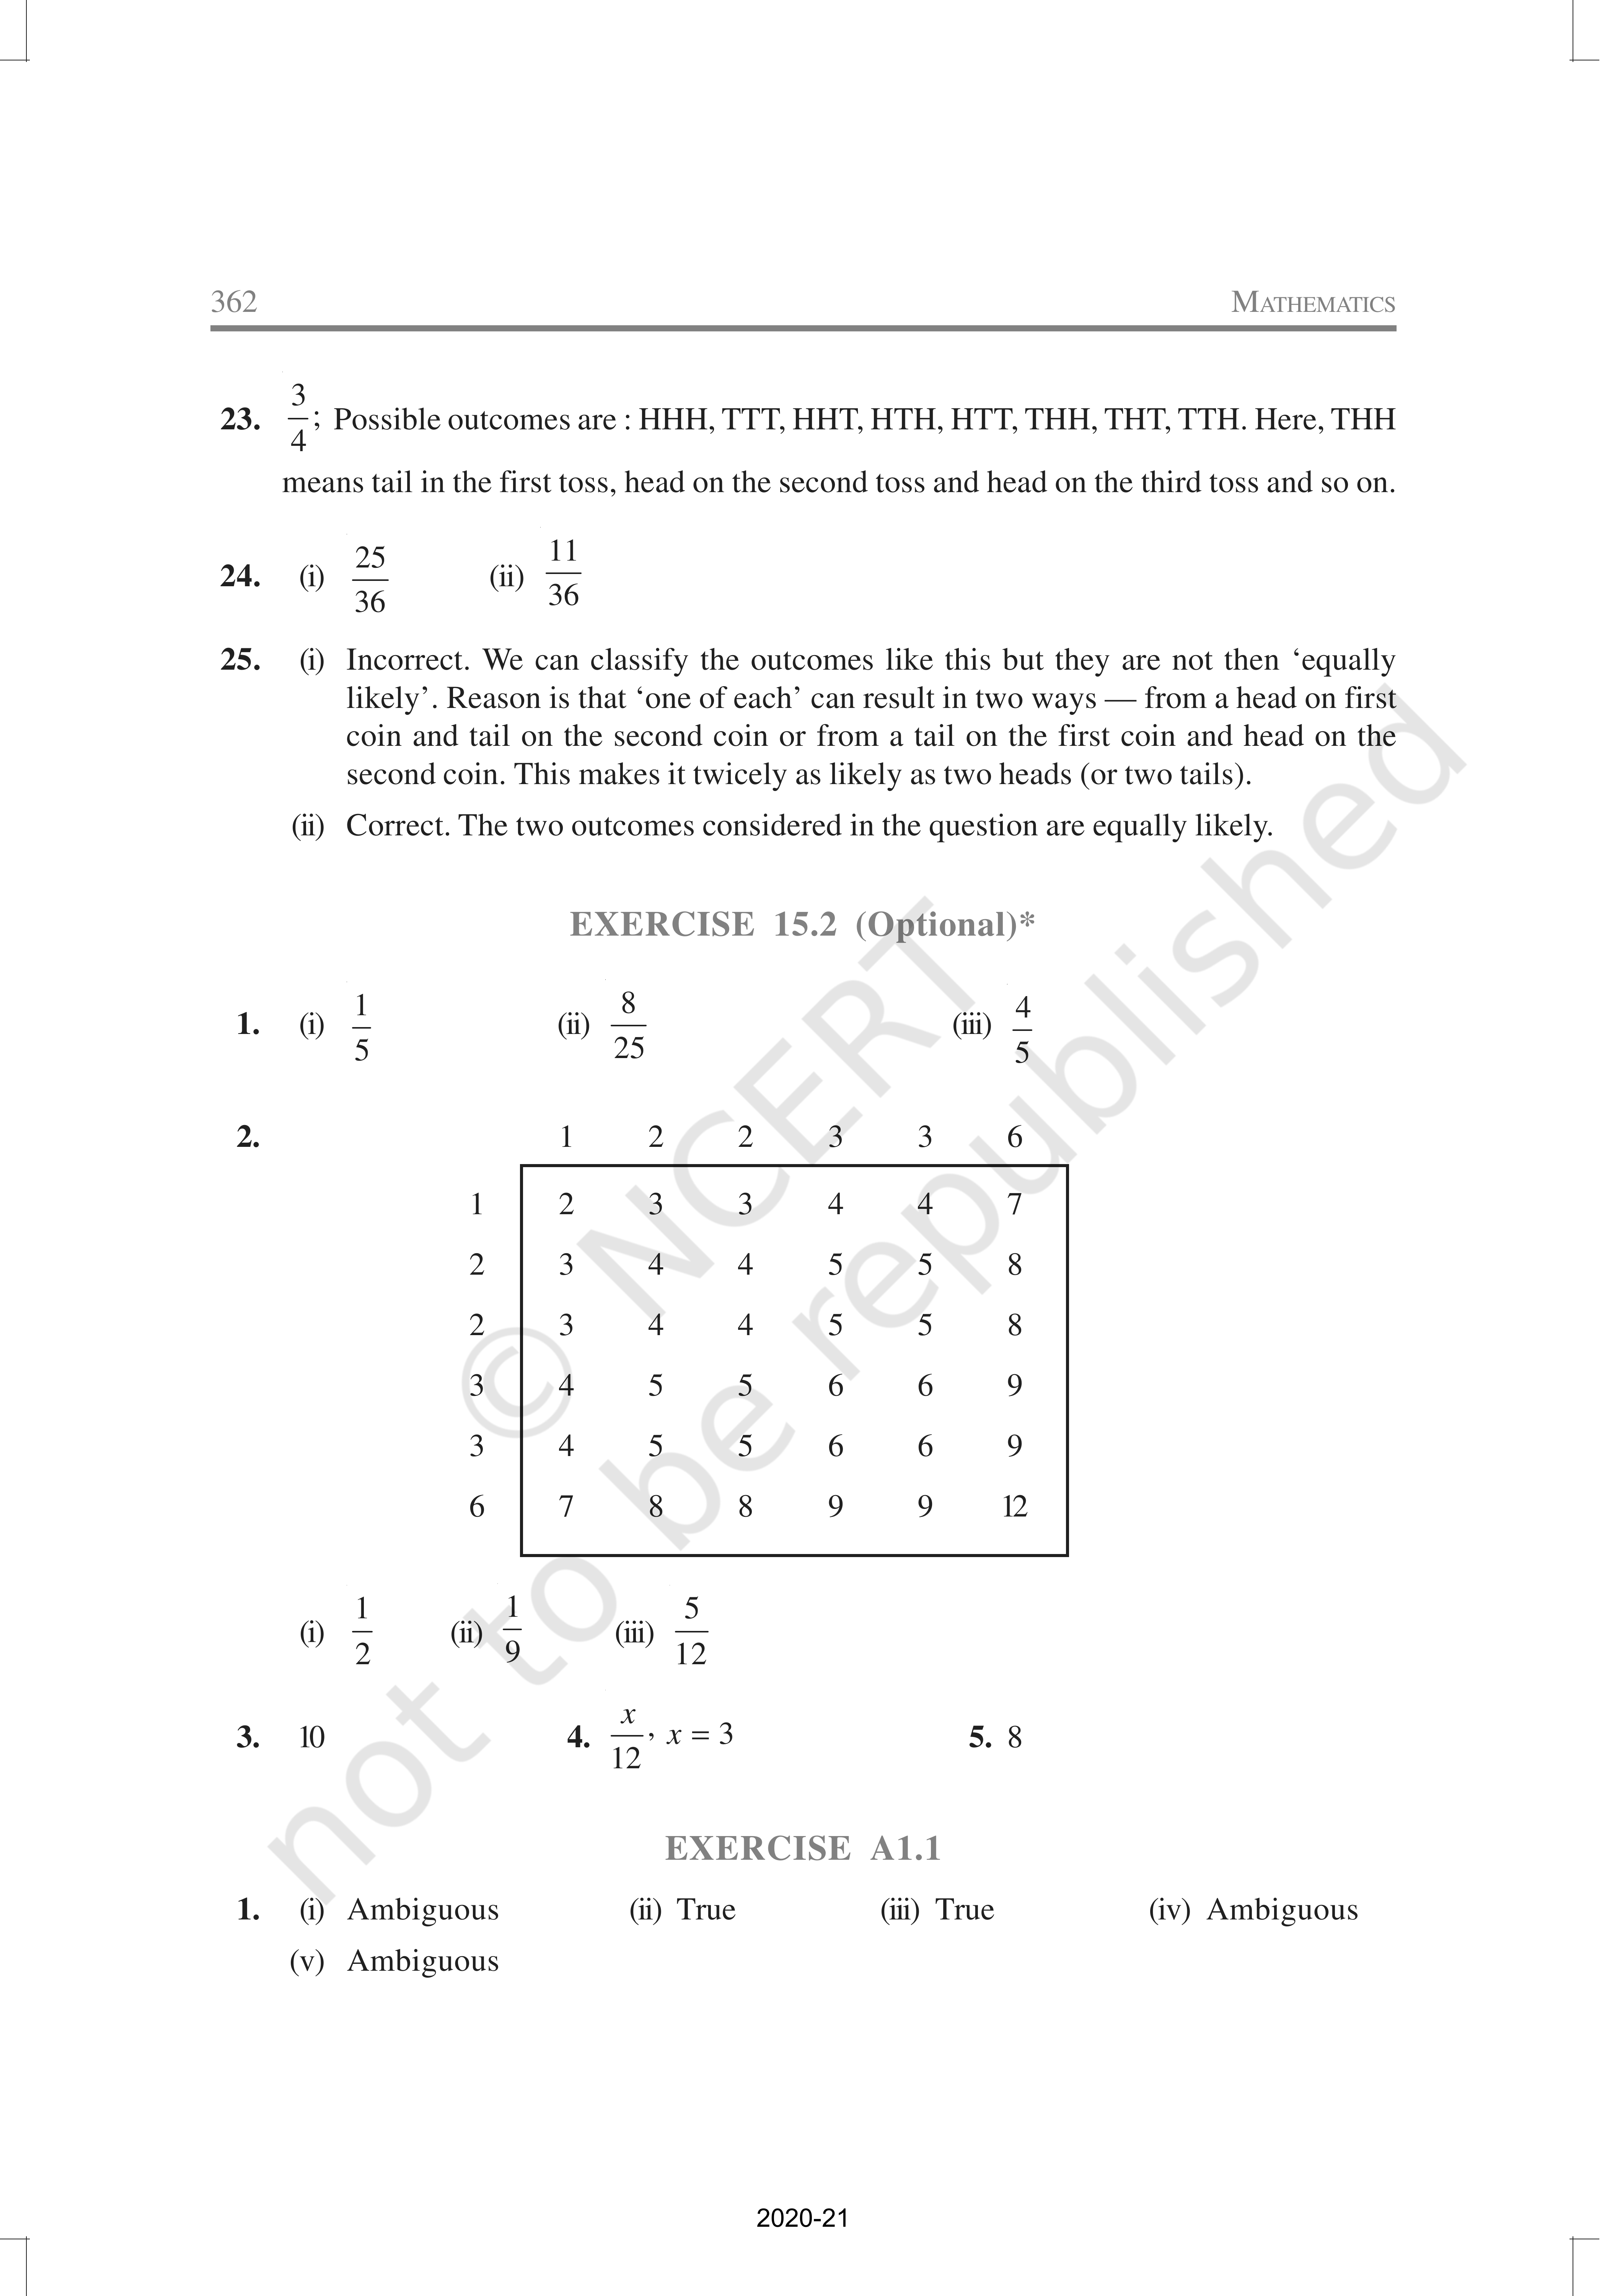 362 MATHEMATICS
23. 3/4; Possible outcomes are : HHH, TTT, HHT, HTH, HTT, THH, THT, TTH. Here, THH
means tail in the first toss, head on the second toss and head on the third toss and so on.
24. (i) 25/36 (ii) 11/36
25. (i) Incorrect. We can classify the outcomes like this but they are not then ‘equally
likely’. Reason is that ‘one of each’ can result in two ways — from a head on first
coin and tail on the second coin or from a tail on the first coin and head on the
second coin. This makes it twicely as likely as two heads (or two tails).
(ii) Correct. The two outcomes considered in the question are equally likely.
EXERCISE 15.2 (Optional)*
1. (i) 1/5 (ii) 8/25 (iii) 4/5
2. 1 2 2 3 3 6
1 2 3 3 4 4 7
2 3 4 4 5 5 8
2 3 4 4 5 5 8
3 4 5 5 6 6 9
3 4 5 5 6 6 9
6 7 8 8 9 9 12
(i) 1/2 (ii) 1/9 (iii) 5/12
3. 10 4. x/12, x = 3 5. 8
EXERCISE A1.1
1. (i) Ambiguous (ii) True (iii) True (iv) Ambiguous
(v) Ambiguous
© NCERT
not to be republished
2020-21